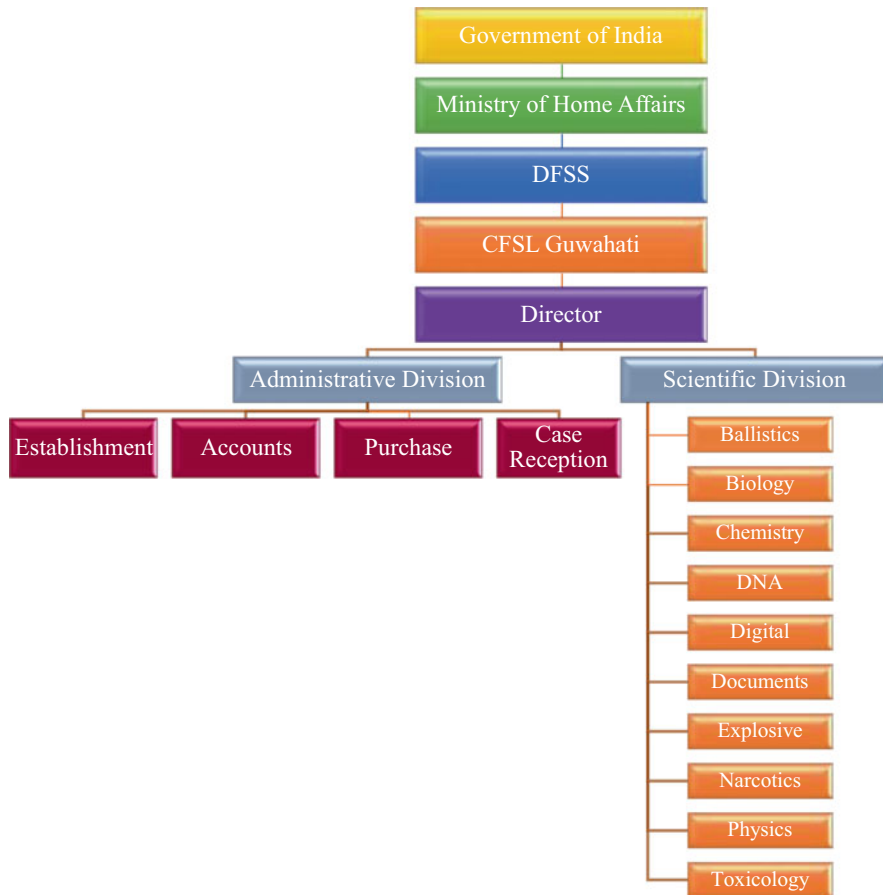 Government of India
Ministry of Home Affairs
DFSS
CFSL Guwahati
Director
Administrative Division
Scientific Division
Establishment
Accounts
Purchase
Case
Reception
Ballistics
Biology
Chemistry
DNA
Digital
Documents
Explosive
Narcotics
Physics
Toxicology